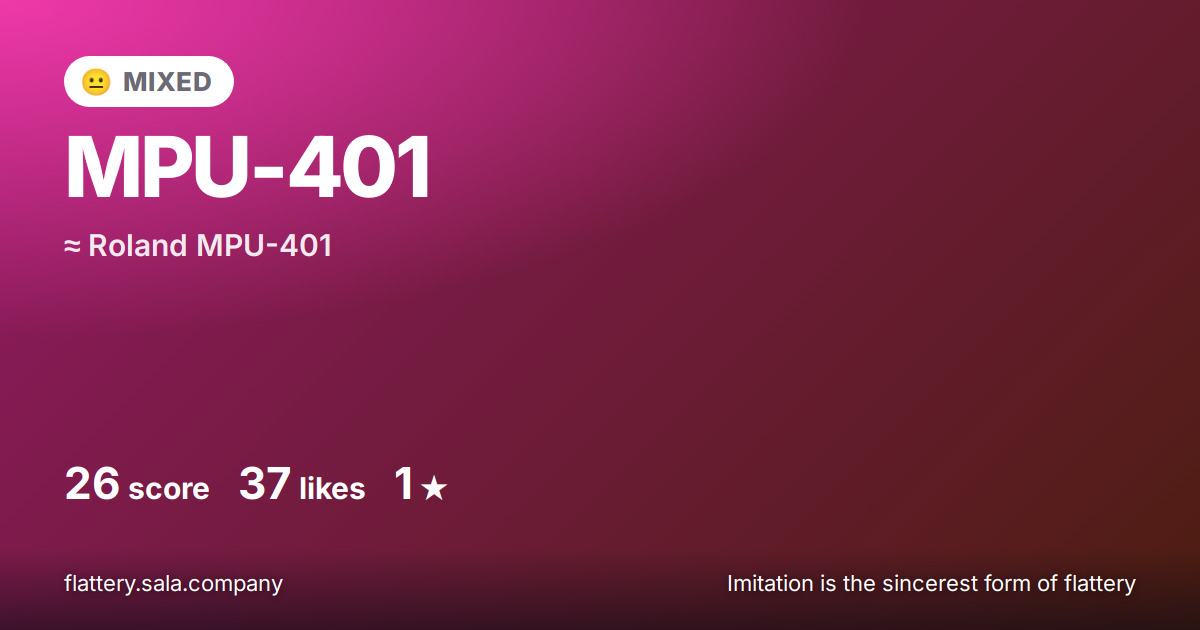 😐 MIXED
MPU-401
≈ Roland MPU-401
26 score 37 likes 1 ★
flattery.sala.company
Imitation is the sincerest form of flattery